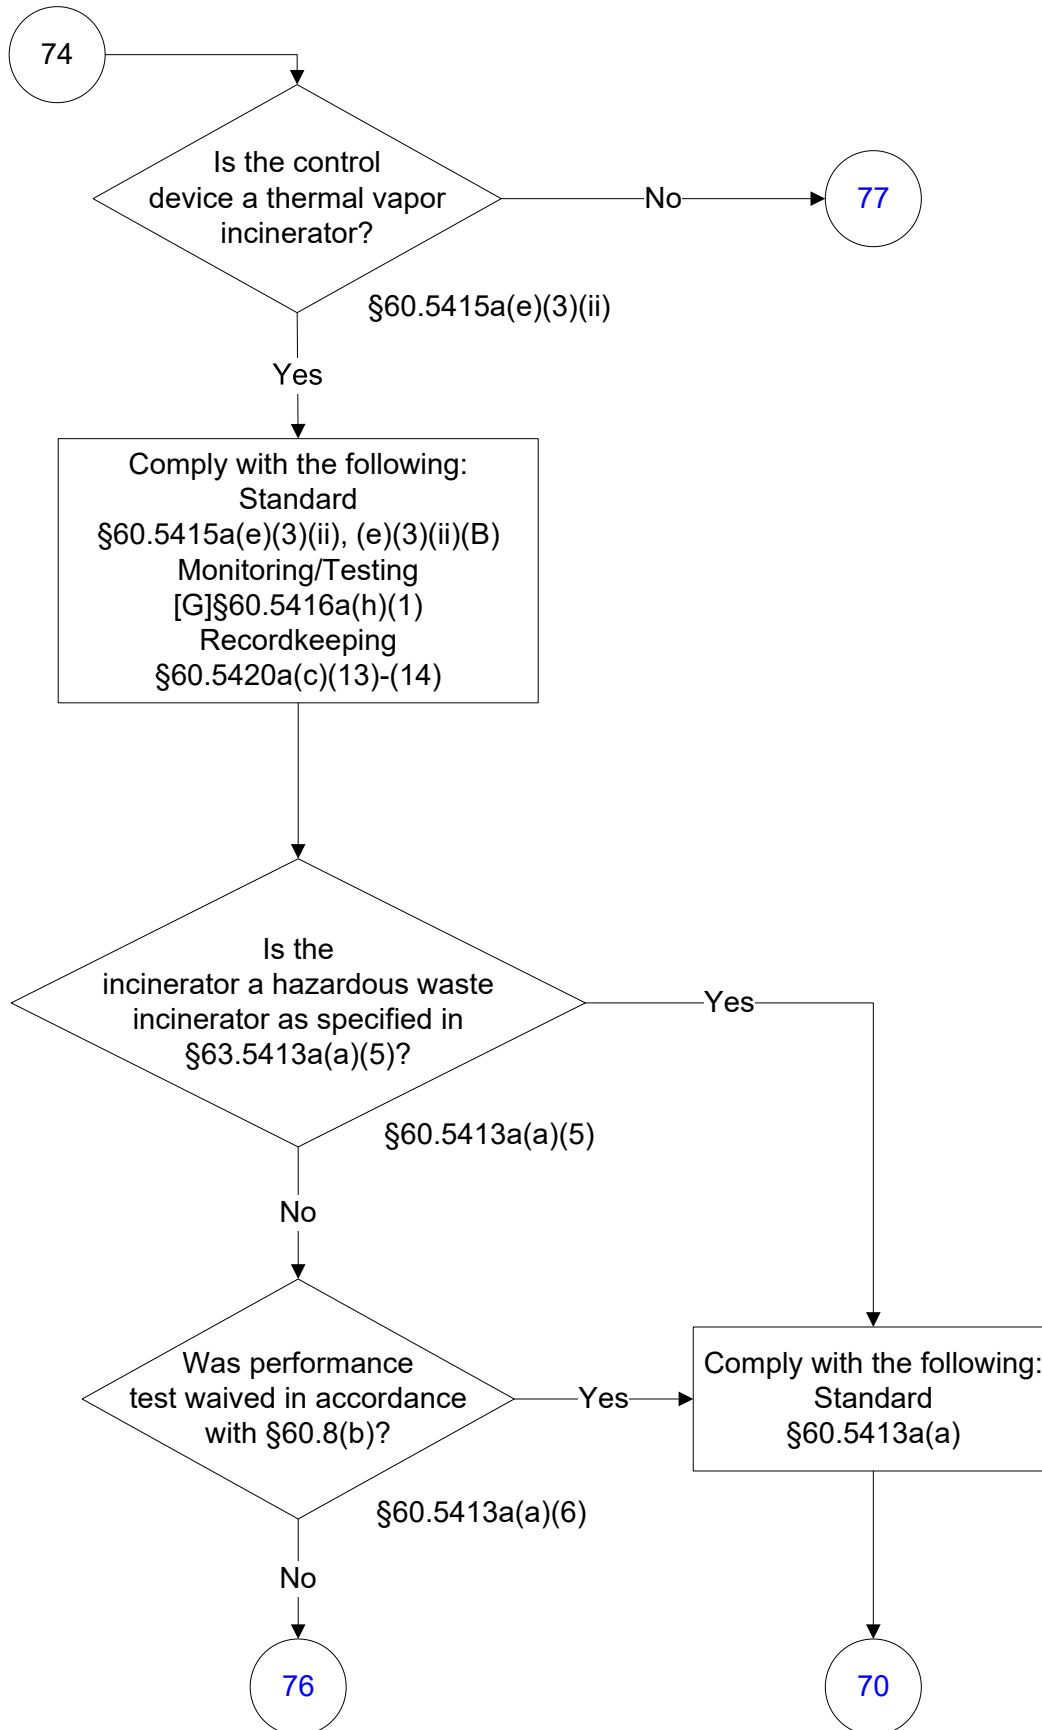 74
Is the control
device a thermal vapor
incinerator?
No
77
§60.5415a(e)(3)(ii)
Yes
Comply with the following:
Standard
§60.5415a(e)(3)(ii), (e)(3)(ii)(B)
Monitoring/Testing
[G]§60.5416a(h)(1)
Recordkeeping
§60.5420a(c)(13)-(14)
Is the
incinerator a hazardous waste
incinerator as specified in
§63.5413a(a)(5)?
Yes
§60.5413a(a)(5)
No
Was performance
test waived in accordance
with §60.8(b)?
Yes
Comply with the following:
Standard
§60.5413a(a)
§60.5413a(a)(6)
No
76
70